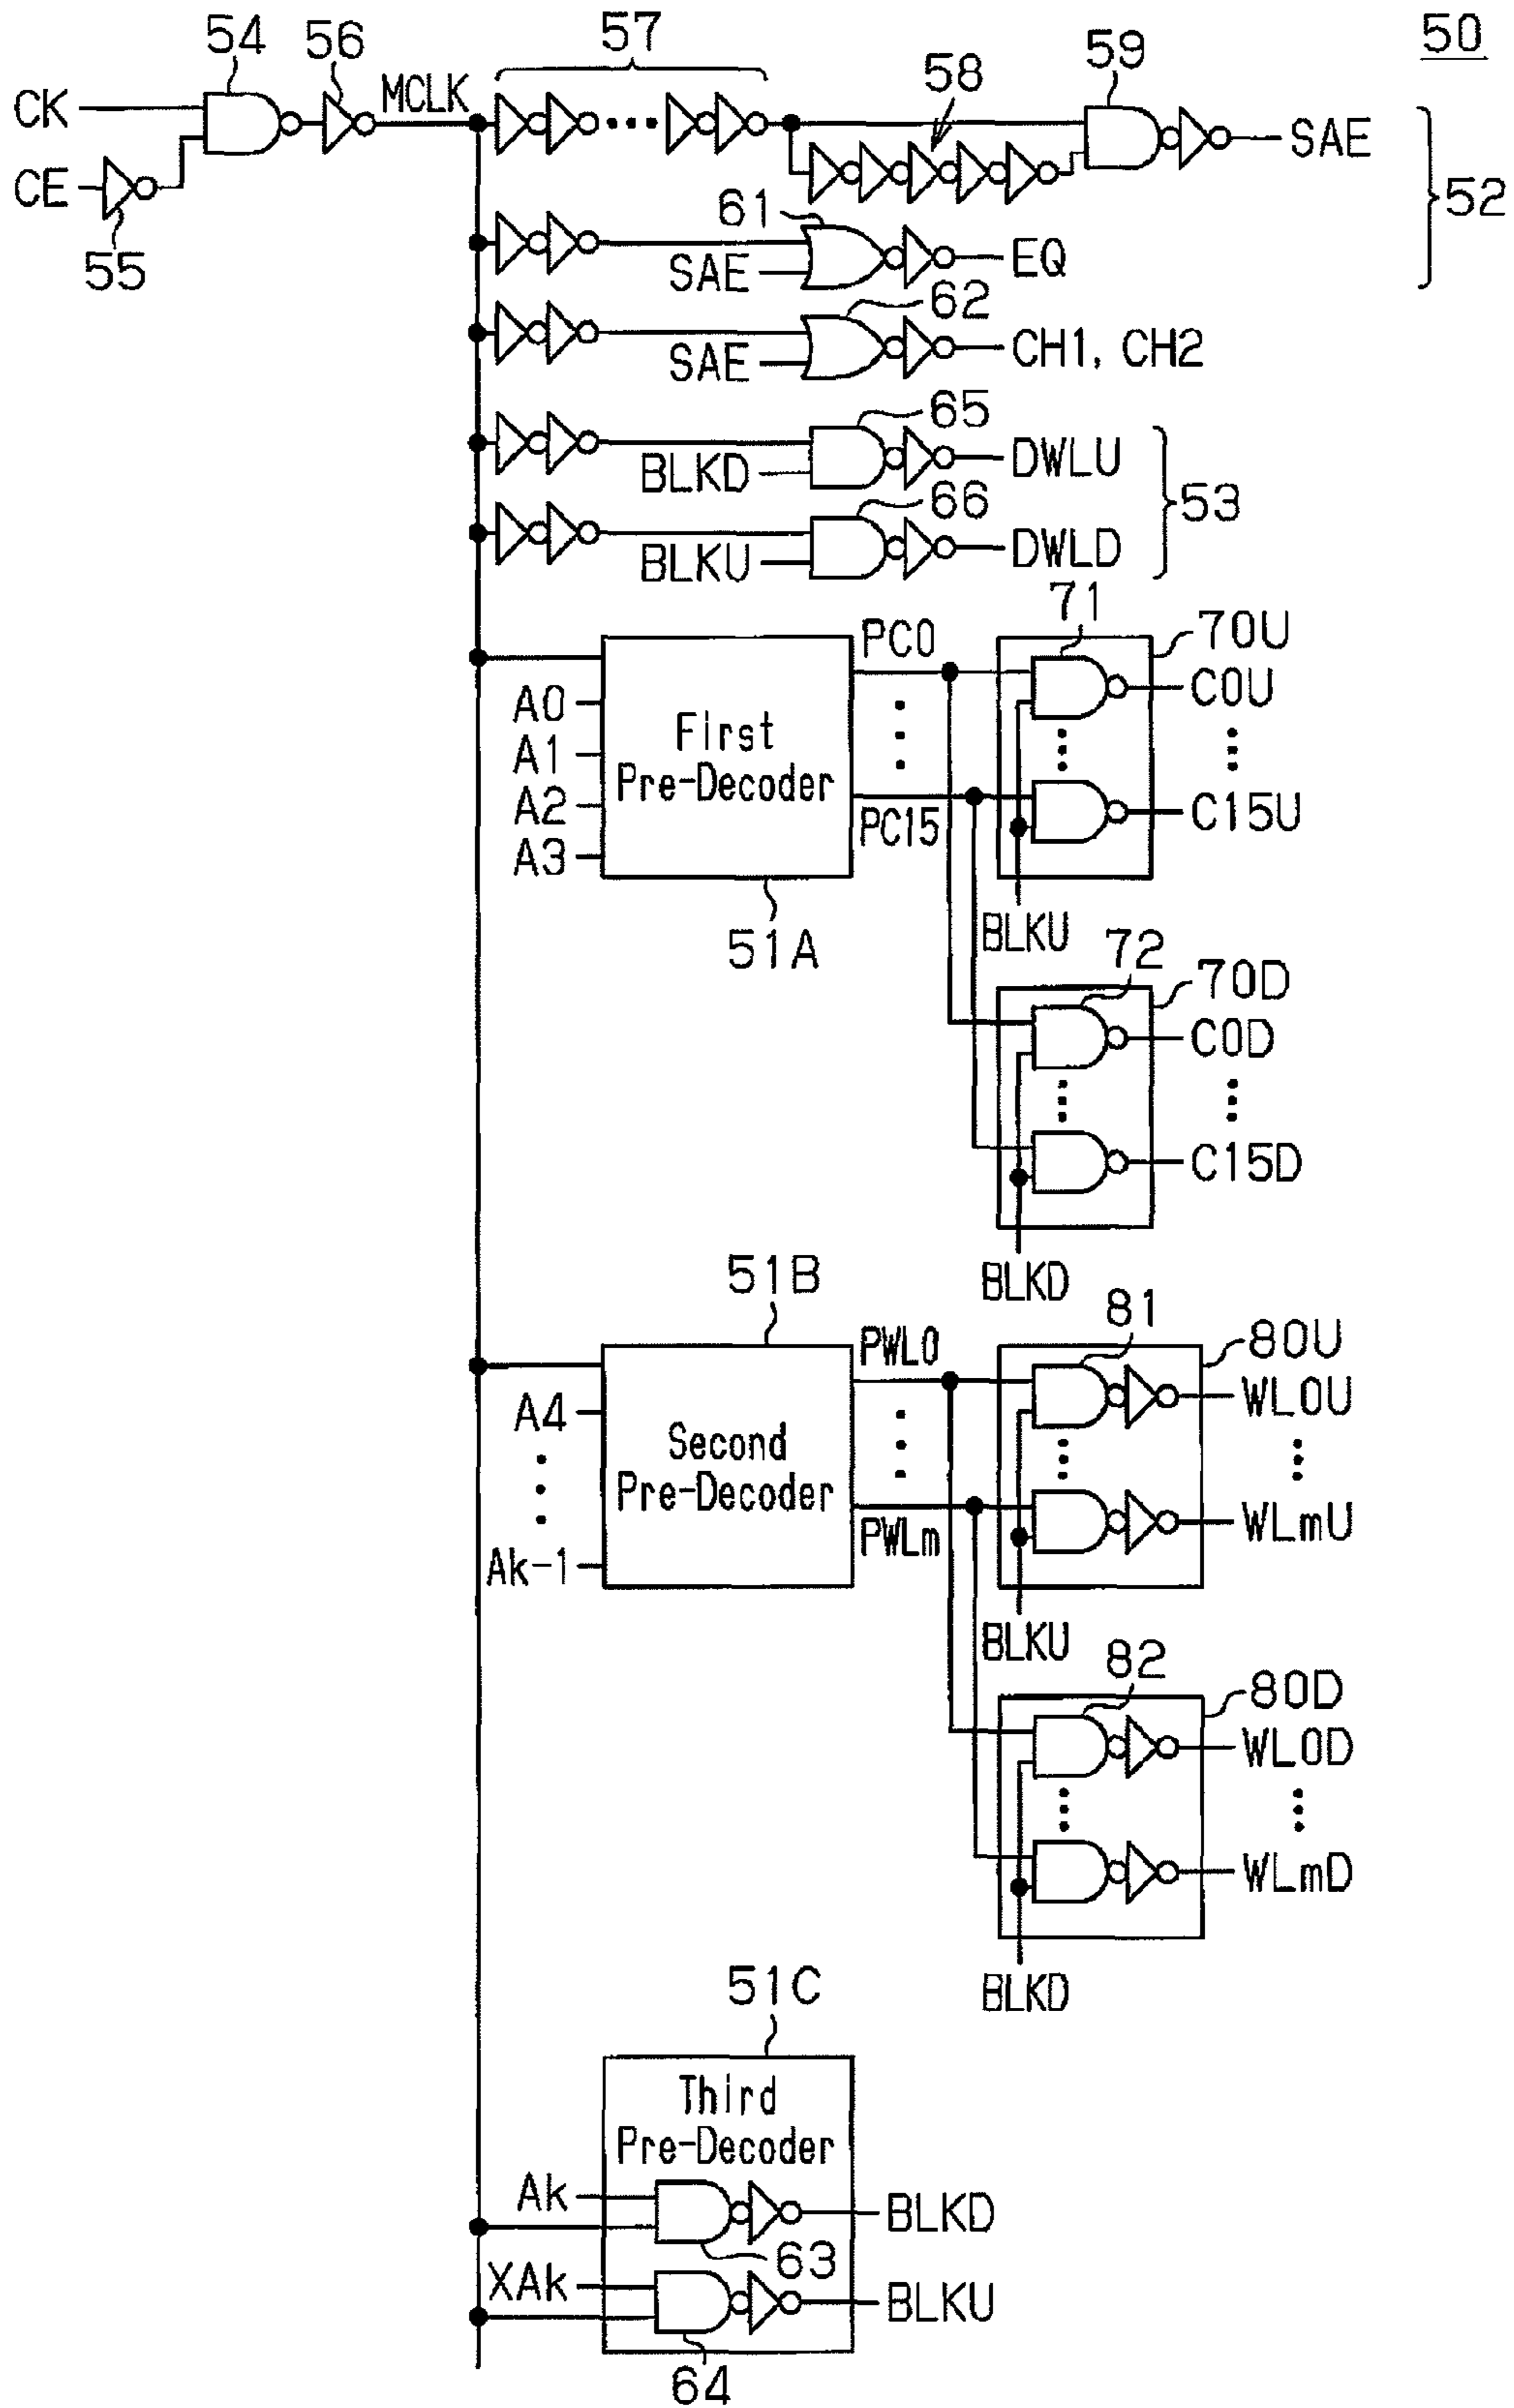 50
54
56
57
58
59
CK
MCLK
SAE
CE
55
52
61
SAE
EQ
62
SAE
CH1, CH2
65
BLKD
DWLU
53
66
BLKU
DWLD
71
70U
PC0
C0U
A0
A1
A2
A3
First
Pre-Decoder
PC15
C15U
51A
BLKU
72
70D
C0D
C15D
BLKD
51B
81
80U
PWL0
WL0U
A4
Second
Pre-Decoder
PWLm
WLmU
Ak-1
BLKU
82
80D
WL0D
WLmD
BLKD
51C
Third
Pre-Decoder
Ak
BLKD
63
XAk
BLKU
64